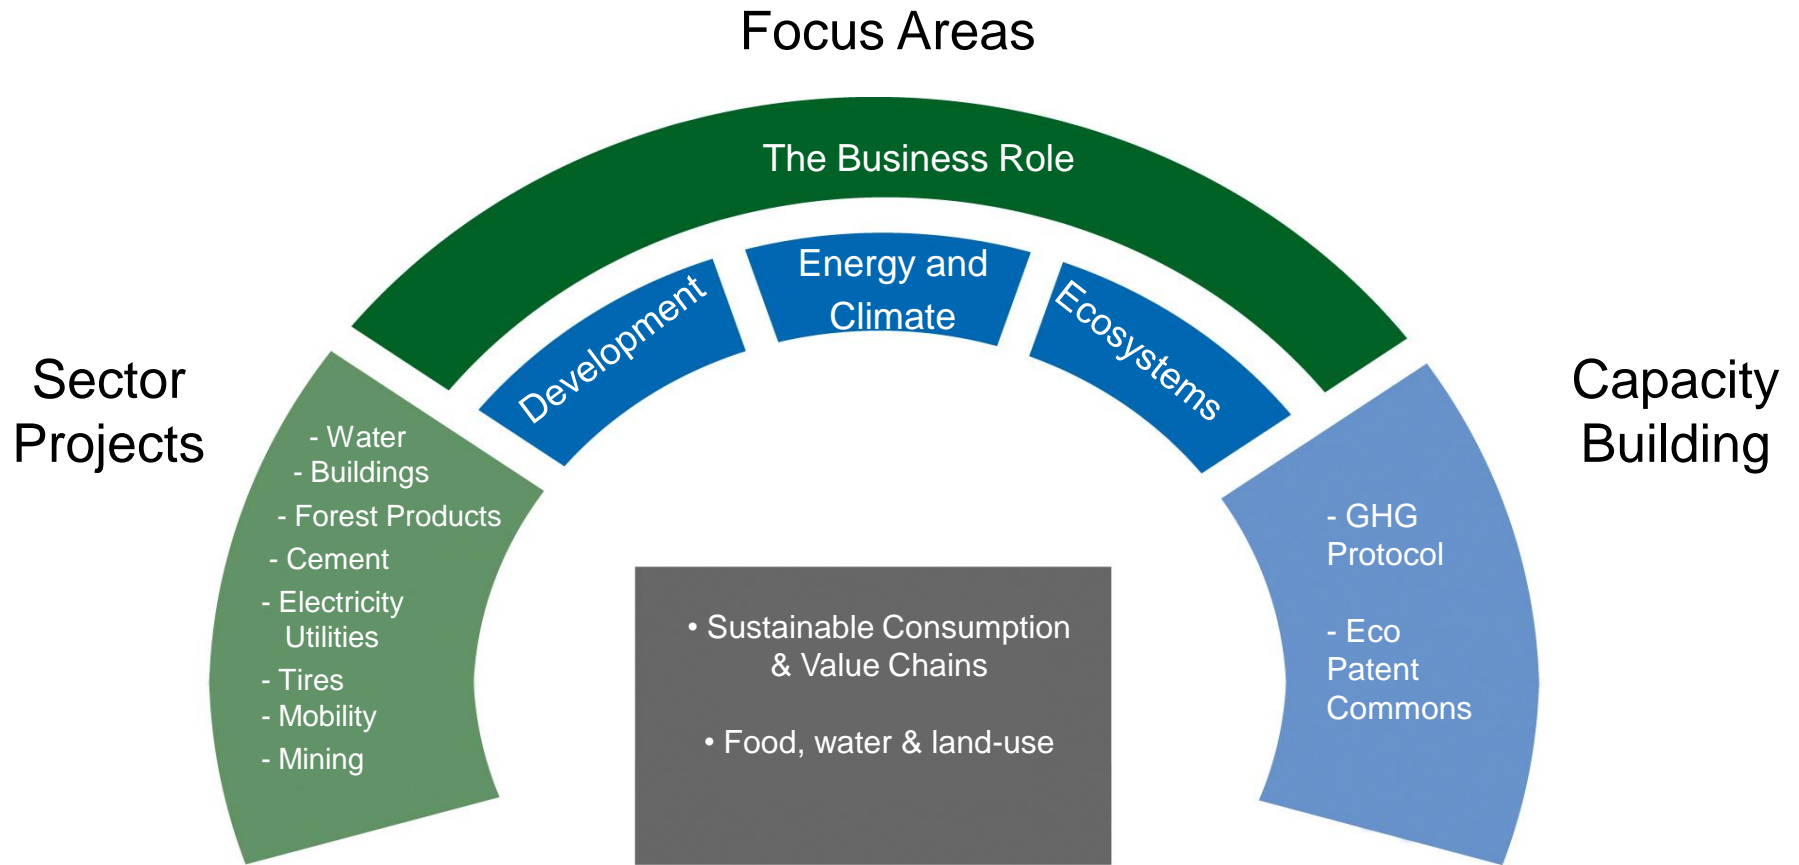 Focus Areas
The Business Role
Energy and
Climate
Development
Ecosystems
Sector
Projects
- Water
- Buildings
- Forest Products
- Cement
- Electricity
Utilities
- Tires
- Mobility
- Mining
• Sustainable Consumption
& Value Chains
• Food, water & land-use
Capacity
Building
- GHG
Protocol
- Eco
Patent
Commons